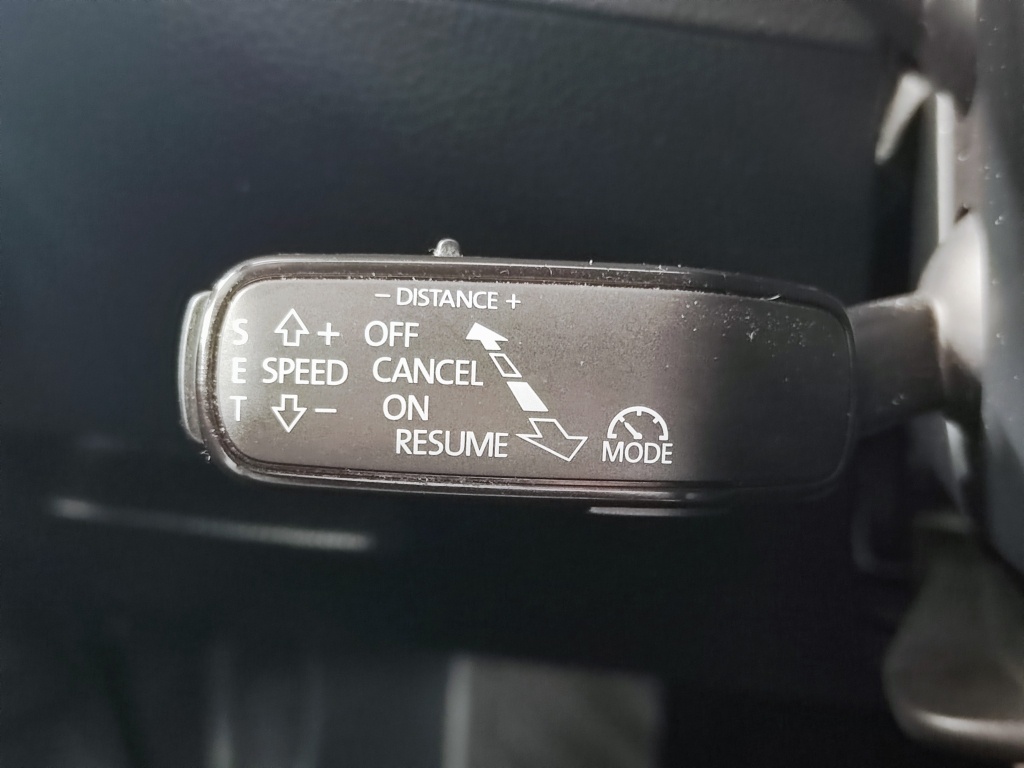 - DISTANCE +
S + OFF
E SPEED CANCEL
T - ON
RESUME MODE